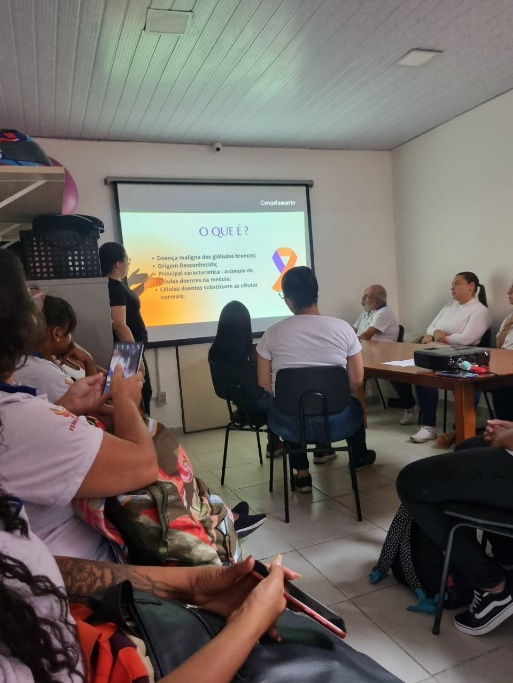 Congelamento
O QUE É?
Doença maligna dos glóbulos brancos;
Origem Desconhecida;
Principal característica - acúmulo de
células doentes na medula;
Células doentes substituem as células
normais.